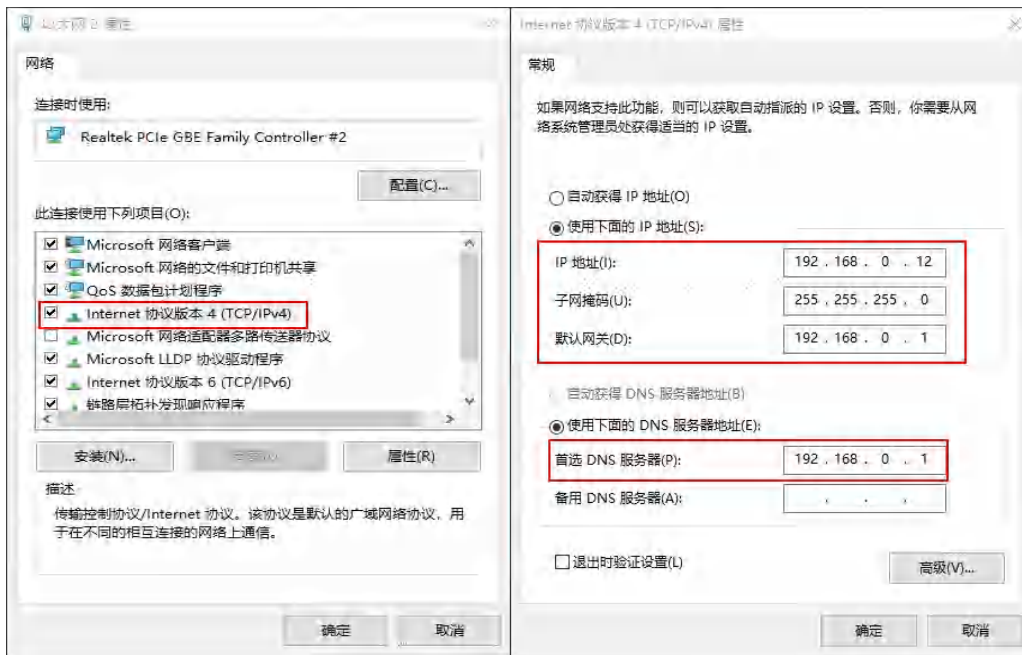 以太网 2 属性
网络
连接时使用:
Realtek PCIe GBE Family Controller #2
配置(C)...
此连接使用下列项目(O):
Microsoft 网络客户端
Microsoft 网络的文件和打印机共享
QoS 数据包计划程序
Internet 协议版本 4 (TCP/IPv4)
Microsoft 网络适配器多路传送器协议
Microsoft LLDP 协议驱动程序
Internet 协议版本 6 (TCP/IPv6)
链路层拓扑发现响应程序
安装(N)...
属性(R)
描述
传输控制协议/Internet 协议。该协议是默认的广域网络协议，用
于在不同的相互连接的网络上通信。
确定
取消
Internet 协议版本 4 (TCP/IPv4) 属性
常规
如果网络支持此功能，则可以获取自动指派的 IP 设置。否则，你需要从网
络系统管理员处获得适当的 IP 设置。
自动获得 IP 地址(O)
使用下面的 IP 地址(S):
IP 地址(I): 192 . 168 . 0 . 12
子网掩码(U): 255 . 255 . 255 . 0
默认网关(D): 192 . 168 . 0 . 1
自动获得 DNS 服务器地址(B)
使用下面的 DNS 服务器地址(E):
首选 DNS 服务器(P): 192 . 168 . 0 . 1
备用 DNS 服务器(A): . . .
退出时验证设置(L)
高级(V)...
确定
取消